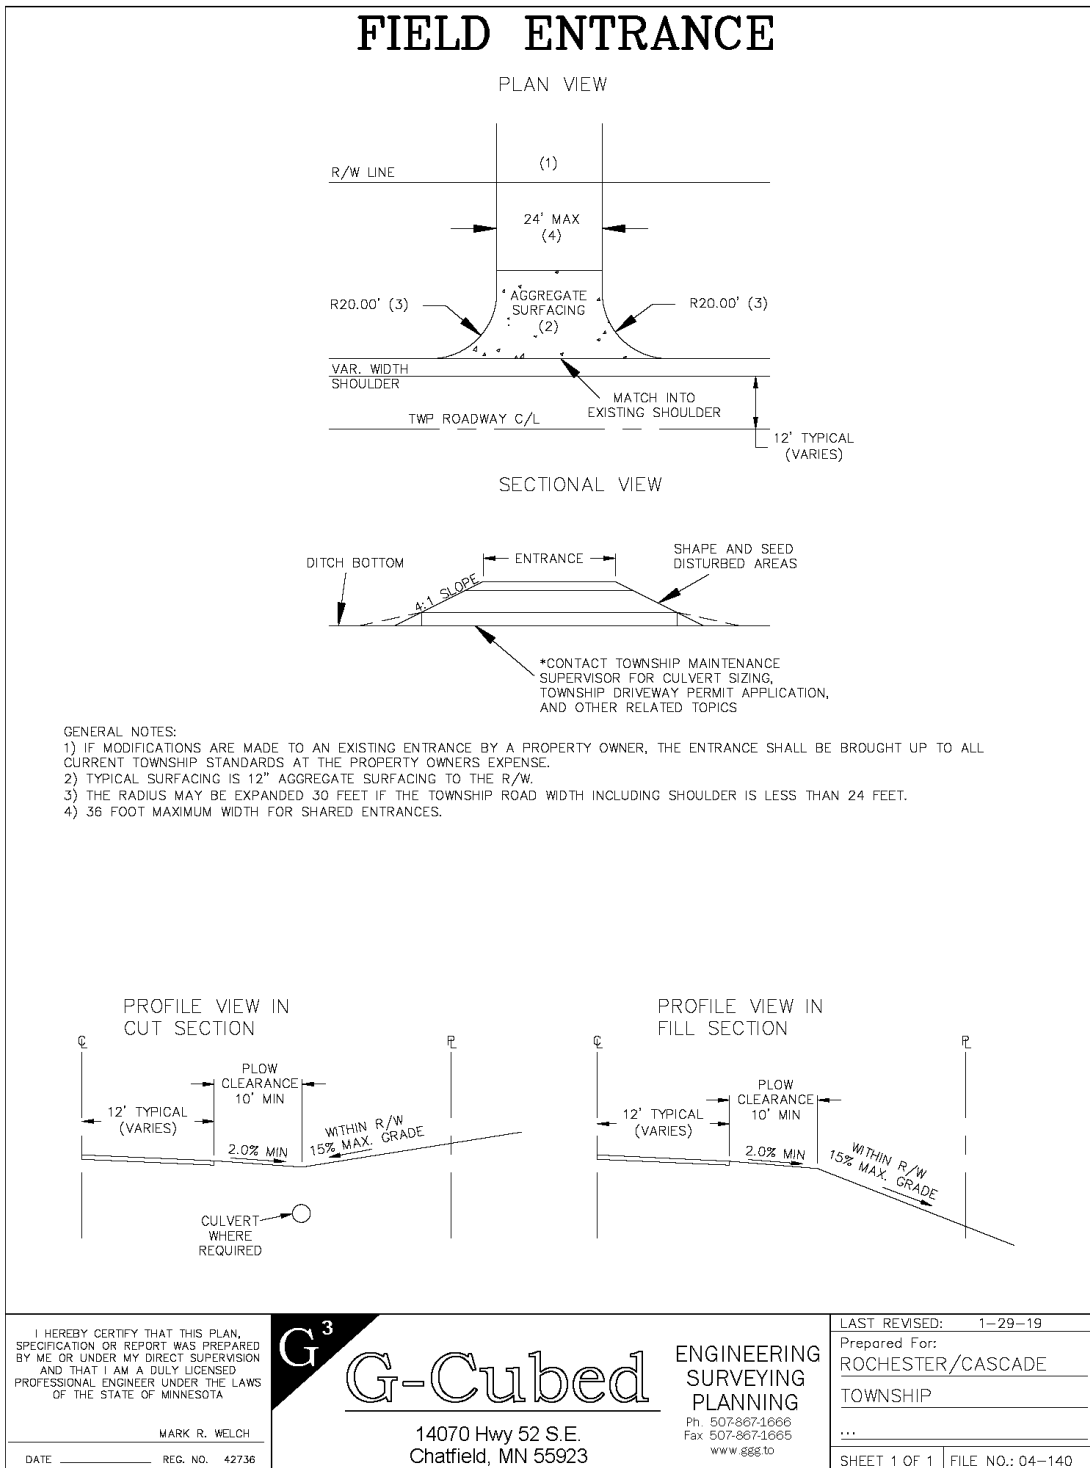 FIELD ENTRANCE
PLAN VIEW
R/W LINE
(1)
24' MAX
(4)
R20.00' (3)
AGGREGATE
SURFACING
(2)
R20.00' (3)
VAR. WIDTH
SHOULDER
MATCH INTO
EXISTING SHOULDER
TWP ROADWAY C/L
12' TYPICAL
(VARIES)
SECTIONAL VIEW
DITCH BOTTOM
ENTRANCE
SHAPE AND SEED
DISTURBED AREAS
4:1 SLOPE
*CONTACT TOWNSHIP MAINTENANCE
SUPERVISOR FOR CULVERT SIZING,
TOWNSHIP DRIVEWAY PERMIT APPLICATION,
AND OTHER RELATED TOPICS
GENERAL NOTES:
1) IF MODIFICATIONS ARE MADE TO AN EXISTING ENTRANCE BY A PROPERTY OWNER, THE ENTRANCE SHALL BE BROUGHT UP TO ALL
CURRENT TOWNSHIP STANDARDS AT THE PROPERTY OWNERS EXPENSE.
2) TYPICAL SURFACING IS 12" AGGREGATE SURFACING TO THE R/W.
3) THE RADIUS MAY BE EXPANDED 30 FEET IF THE TOWNSHIP ROAD WIDTH INCLUDING SHOULDER IS LESS THAN 24 FEET.
4) 36 FOOT MAXIMUM WIDTH FOR SHARED ENTRANCES.
PROFILE VIEW IN
CUT SECTION
℄
PL
PLOW
CLEARANCE
10' MIN
12' TYPICAL
(VARIES)
2.0% MIN
WITHIN R/W
15% MAX. GRADE
CULVERT
WHERE
REQUIRED
PROFILE VIEW IN
FILL SECTION
℄
PL
PLOW
CLEARANCE
10' MIN
12' TYPICAL
(VARIES)
2.0% MIN
WITHIN R/W
15% MAX. GRADE
I HEREBY CERTIFY THAT THIS PLAN,
SPECIFICATION OR REPORT WAS PREPARED
BY ME OR UNDER MY DIRECT SUPERVISION
AND THAT I AM A DULY LICENSED
PROFESSIONAL ENGINEER UNDER THE LAWS
OF THE STATE OF MINNESOTA
MARK R. WELCH
DATE REG. NO. 42736
G3
G-Cubed
14070 Hwy 52 S.E.
Chatfield, MN 55923
ENGINEERING
SURVEYING
PLANNING
Ph. 507-867-1666
Fax 507-867-1665
www.ggg.to
LAST REVISED: 1-29-19
Prepared For:
ROCHESTER/CASCADE
TOWNSHIP
...
SHEET 1 OF 1 FILE NO.: 04-140